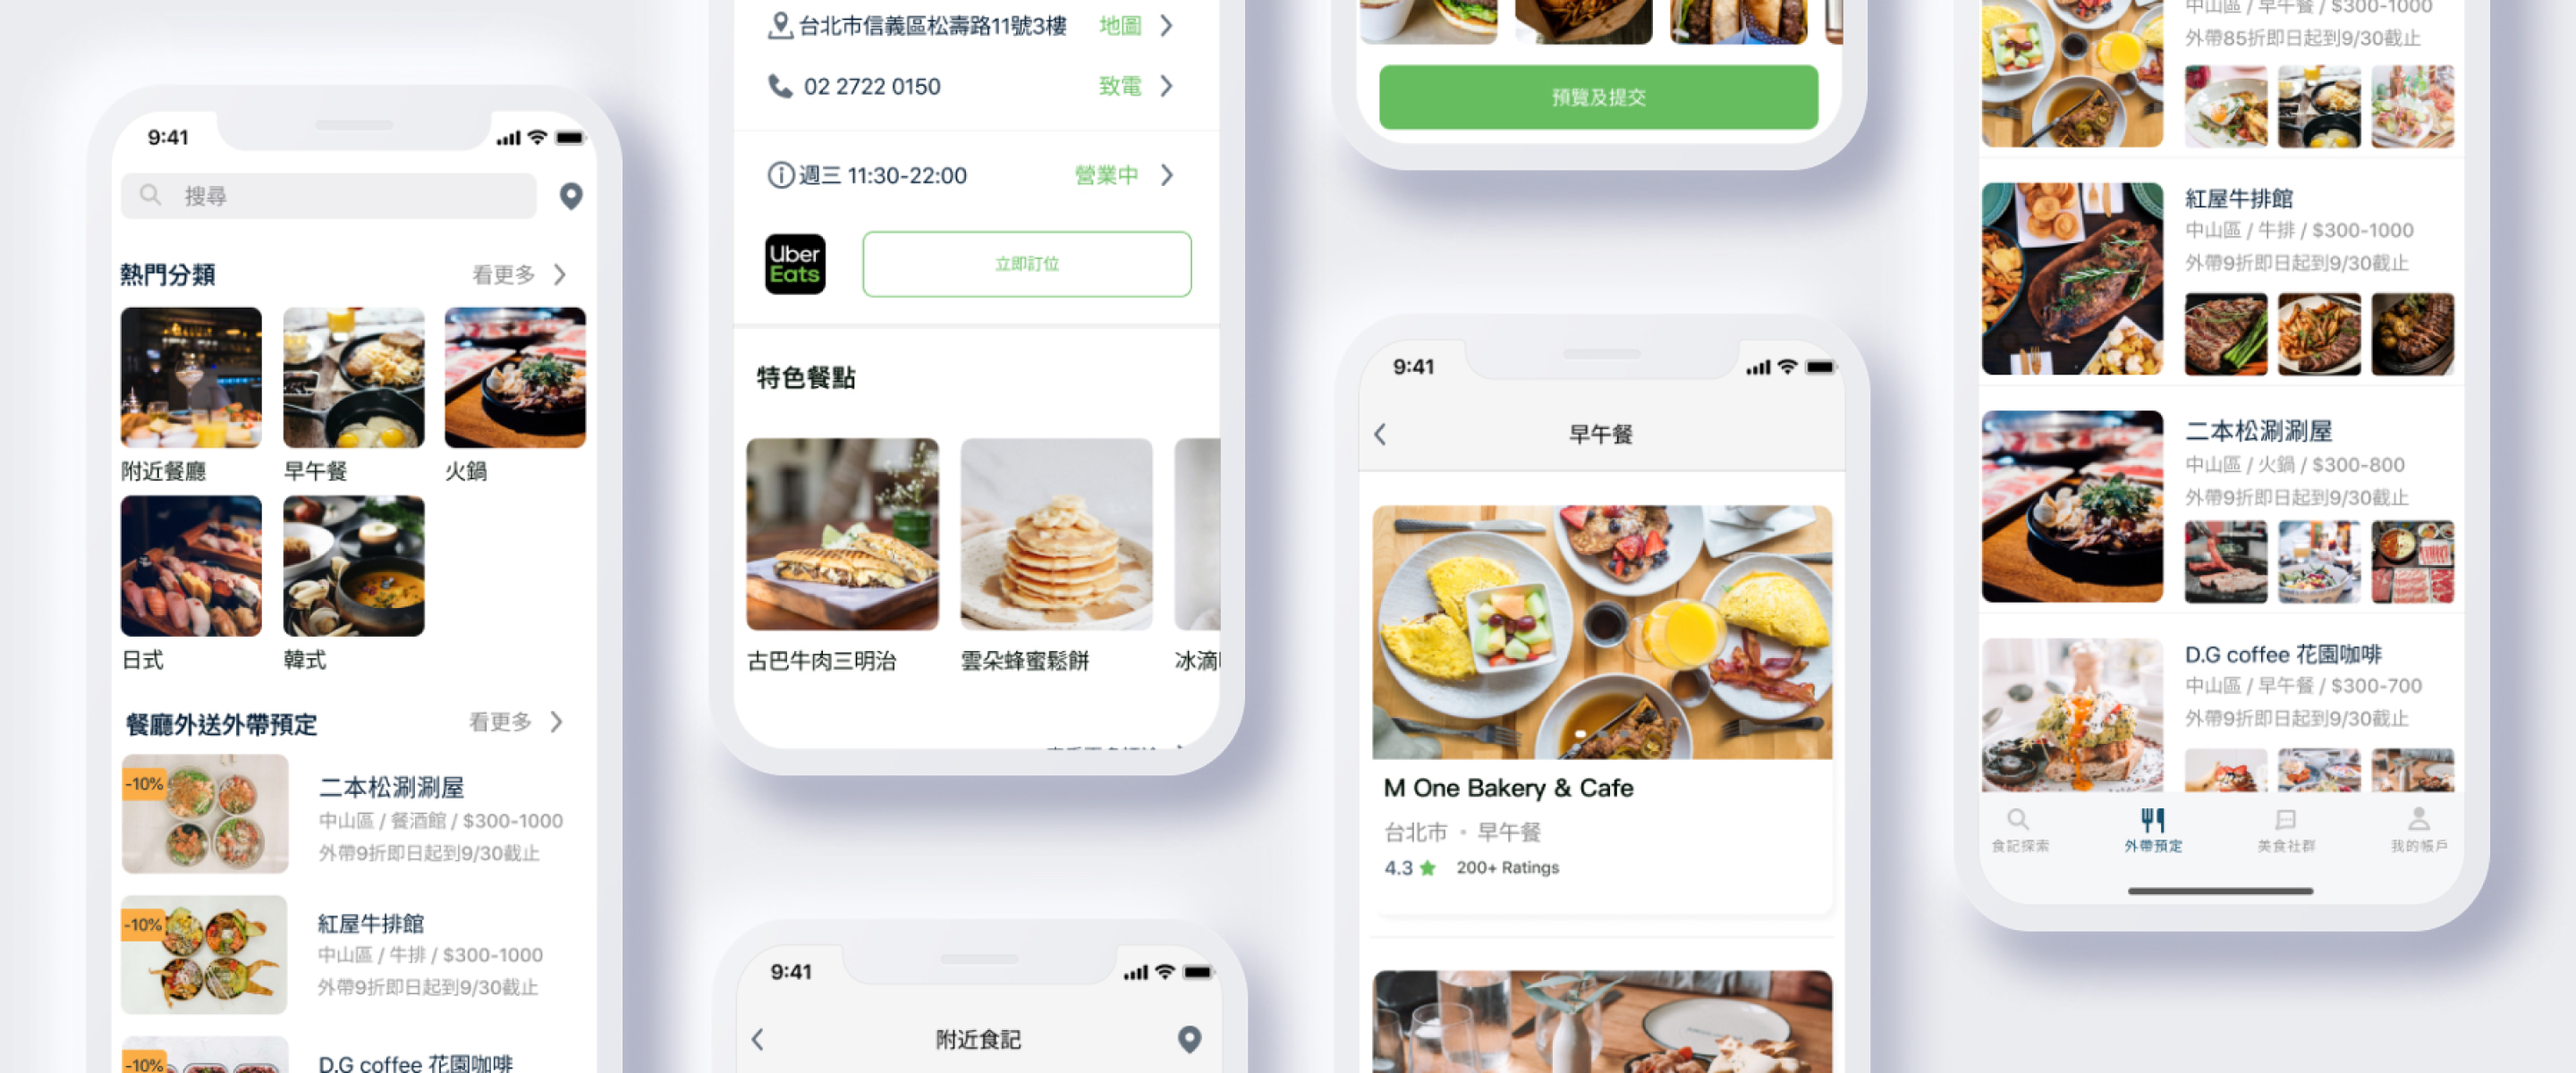 9:41
搜尋
熱門分類
看更多
附近餐廳
早午餐
火鍋
日式
韓式
餐廳外送外帶預定
看更多
-10%
二本松涮涮屋
中山區 / 餐酒館 / $300-1000
外帶9折即日起到9/30截止
-10%
紅屋牛排館
中山區 / 牛排 / $300-1000
外帶9折即日起到9/30截止
-10%
D.G coffee 花園咖啡
台北市信義區松壽路11號3樓
地圖
02 2722 0150
致電
週三 11:30-22:00
營業中
Uber
Eats
立即訂位
特色餐點
古巴牛肉三明治
雲朵蜂蜜鬆餅
冰滴
9:41
附近食記
預覽及提交
9:41
早午餐
M One Bakery & Cafe
台北市 • 早午餐
4.3 ★ 200+ Ratings
中山區 / 早午餐 / $300-1000
外帶85折即日起到9/30截止
紅屋牛排館
中山區 / 牛排 / $300-1000
外帶9折即日起到9/30截止
二本松涮涮屋
中山區 / 火鍋 / $300-800
外帶9折即日起到9/30截止
D.G coffee 花園咖啡
中山區 / 早午餐 / $300-700
外帶9折即日起到9/30截止
食記探索
外帶預定
美食社群
我的帳戶